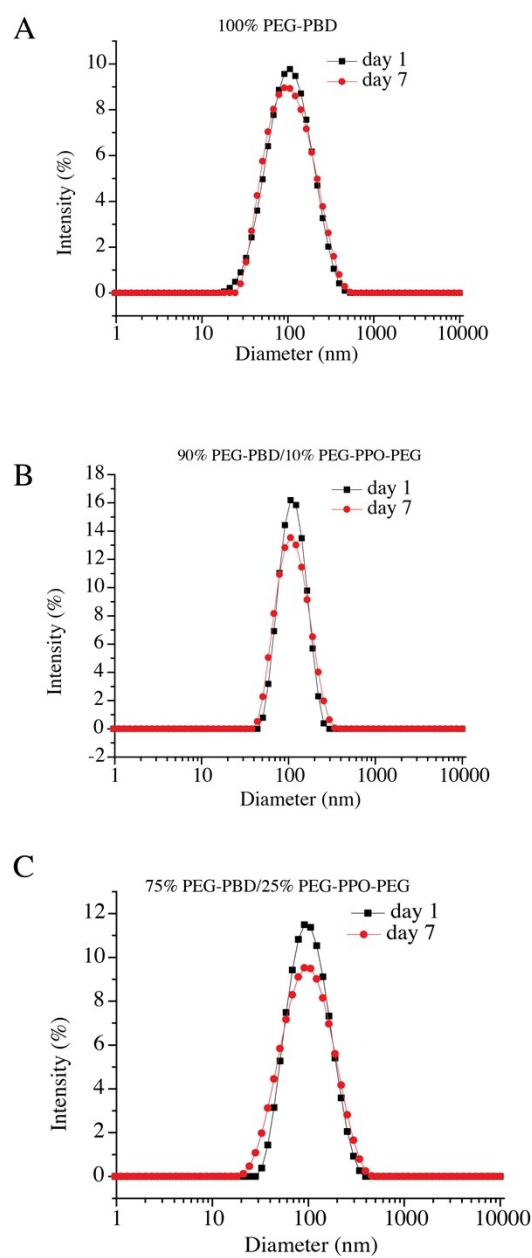 A
100% PEG-PBD
day 1
day 7
10
8
6
4
2
0
Intensity (%)
1
10
100
1000
10000
Diameter (nm)
B
90% PEG-PBD/10% PEG-PPO-PEG
day 1
day 7
18
16
14
12
10
8
6
4
2
0
-2
Intensity (%)
1
10
100
1000
10000
Diameter (nm)
C
75% PEG-PBD/25% PEG-PPO-PEG
day 1
day 7
12
10
8
6
4
2
0
Intensity (%)
1
10
100
1000
10000
Diameter (nm)